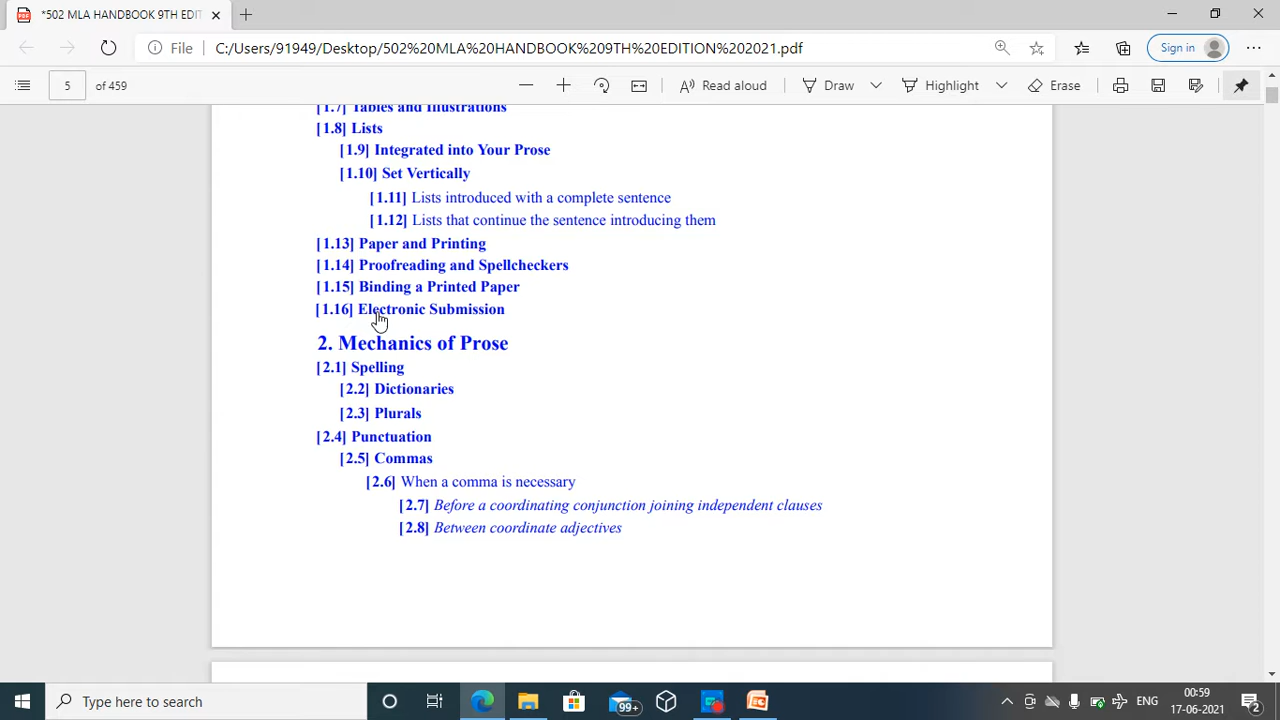 *502 MLA HANDBOOK 9TH EDIT
File C:/Users/91949/Desktop/502%20MLA%20HANDBOOK%209TH%20EDITION%202021.pdf Sign in
5 of 459 Read aloud Draw Highlight Erase
[1.7] Tables and Illustrations
[1.8] Lists
[1.9] Integrated into Your Prose
[1.10] Set Vertically
[1.11] Lists introduced with a complete sentence
[1.12] Lists that continue the sentence introducing them
[1.13] Paper and Printing
[1.14] Proofreading and Spellcheckers
[1.15] Binding a Printed Paper
[1.16] Electronic Submission
2. Mechanics of Prose
[2.1] Spelling
[2.2] Dictionaries
[2.3] Plurals
[2.4] Punctuation
[2.5] Commas
[2.6] When a comma is necessary
[2.7] Before a coordinating conjunction joining independent clauses
[2.8] Between coordinate adjectives
Type here to search 99+ ENG 00:59
17-06-2021 2